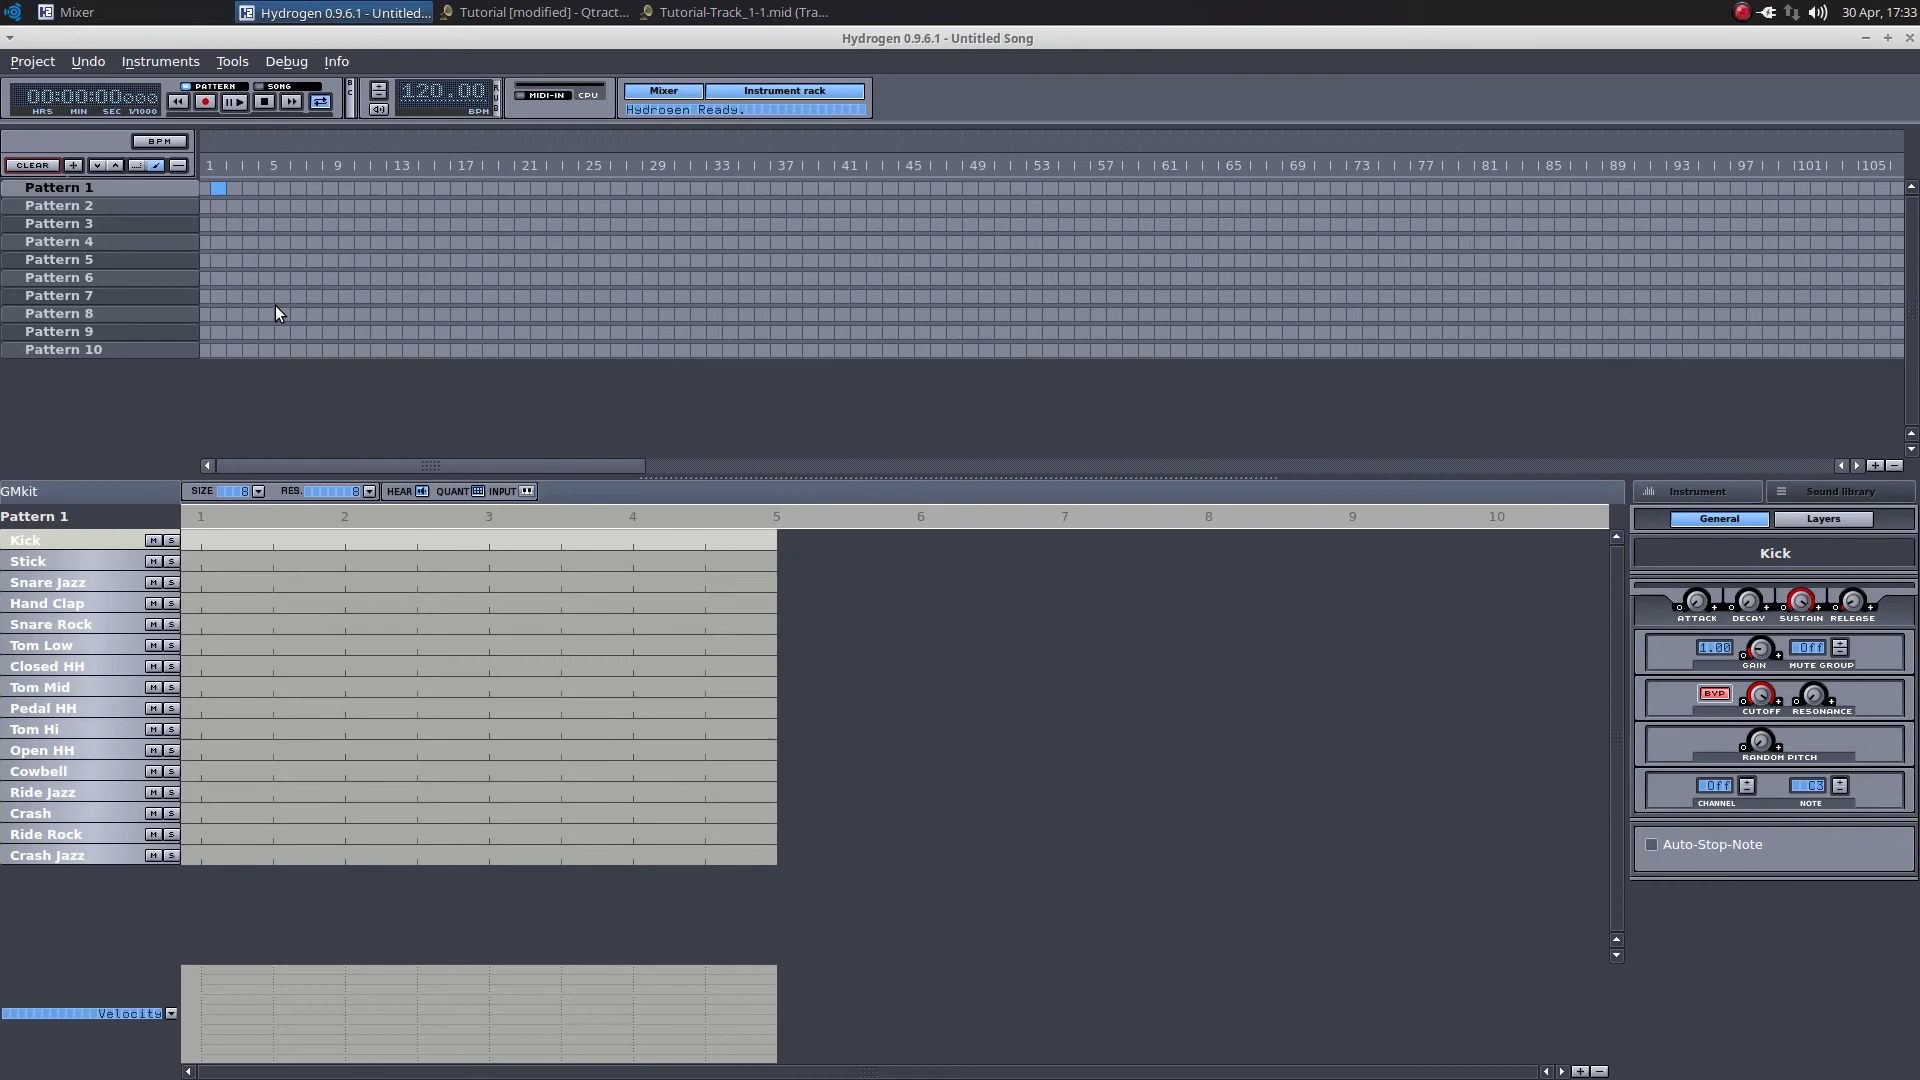 Mixer Hydrogen 0.9.6.1 - Untitled... Tutorial [modified] - Qtract... Tutorial-Track_1-1.mid (Tra... 30 Apr, 17:33
Hydrogen 0.9.6.1 - Untitled Song
Project Undo Instruments Tools Debug Info
PATTERN SONG
00:00:00000 120.00
HRS MIN SEC 1/1000 BPM
B C
R U B
MIDI-IN CPU
Mixer Instrument rack
Hydrogen Ready.
BPM
CLEAR
1 5 9 13 17 21 25 29 33 37 41 45 49 53 57 61 65 69 73 77 81 85 89 93 97 101 105
Pattern 1
Pattern 2
Pattern 3
Pattern 4
Pattern 5
Pattern 6
Pattern 7
Pattern 8
Pattern 9
Pattern 10
GMkit SIZE 8 RES. 8 HEAR QUANT INPUT
Pattern 1 1 2 3 4 5 6 7 8 9 10
Kick M S
Stick M S
Snare Jazz M S
Hand Clap M S
Snare Rock M S
Tom Low M S
Closed HH M S
Tom Mid M S
Pedal HH M S
Tom Hi M S
Open HH M S
Cowbell M S
Ride Jazz M S
Crash M S
Ride Rock M S
Crash Jazz M S
Velocity
Instrument Sound library
General Layers
Kick
ATTACK DECAY SUSTAIN RELEASE
1.00 Off
GAIN MUTE GROUP
BYP
CUTOFF RESONANCE
RANDOM PITCH
Off C3
CHANNEL NOTE
Auto-Stop-Note